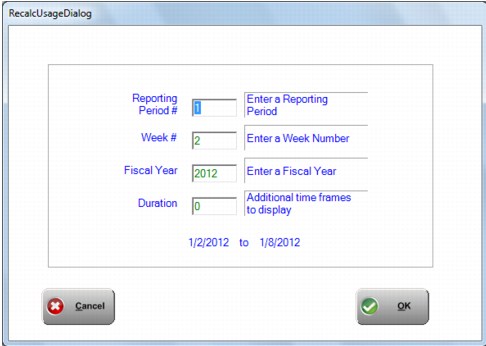 RecalcUsageDialog
Reporting Period # 1 Enter a Reporting Period
Week # 2 Enter a Week Number
Fiscal Year 2012 Enter a Fiscal Year
Duration 0 Additional time frames to display
1/2/2012 to 1/8/2012
Cancel OK